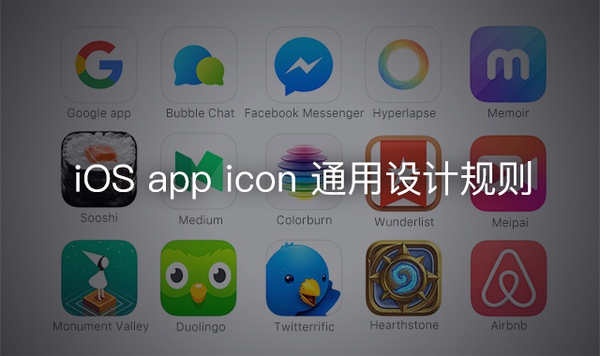 Google app
Bubble Chat
Facebook Messenger
Hyperlapse
Memoir
iOS app icon 通用设计规则
Sooshi
Medium
Colorburn
Wunderlist
Meipai
Monument Valley
Duolingo
Twitterrific
Hearthstone
Airbnb